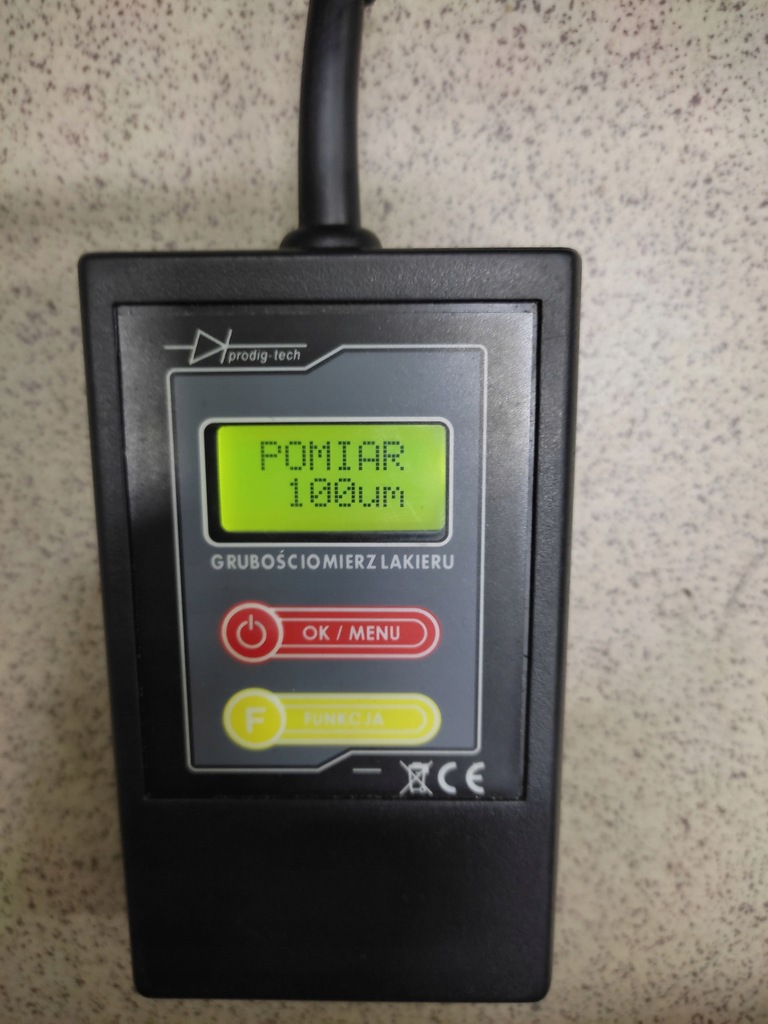 prodig-tech
POMIAR
100um
GRUBOŚCIOMIERZ LAKIERU
OK / MENU
F FUNKCJA
CE